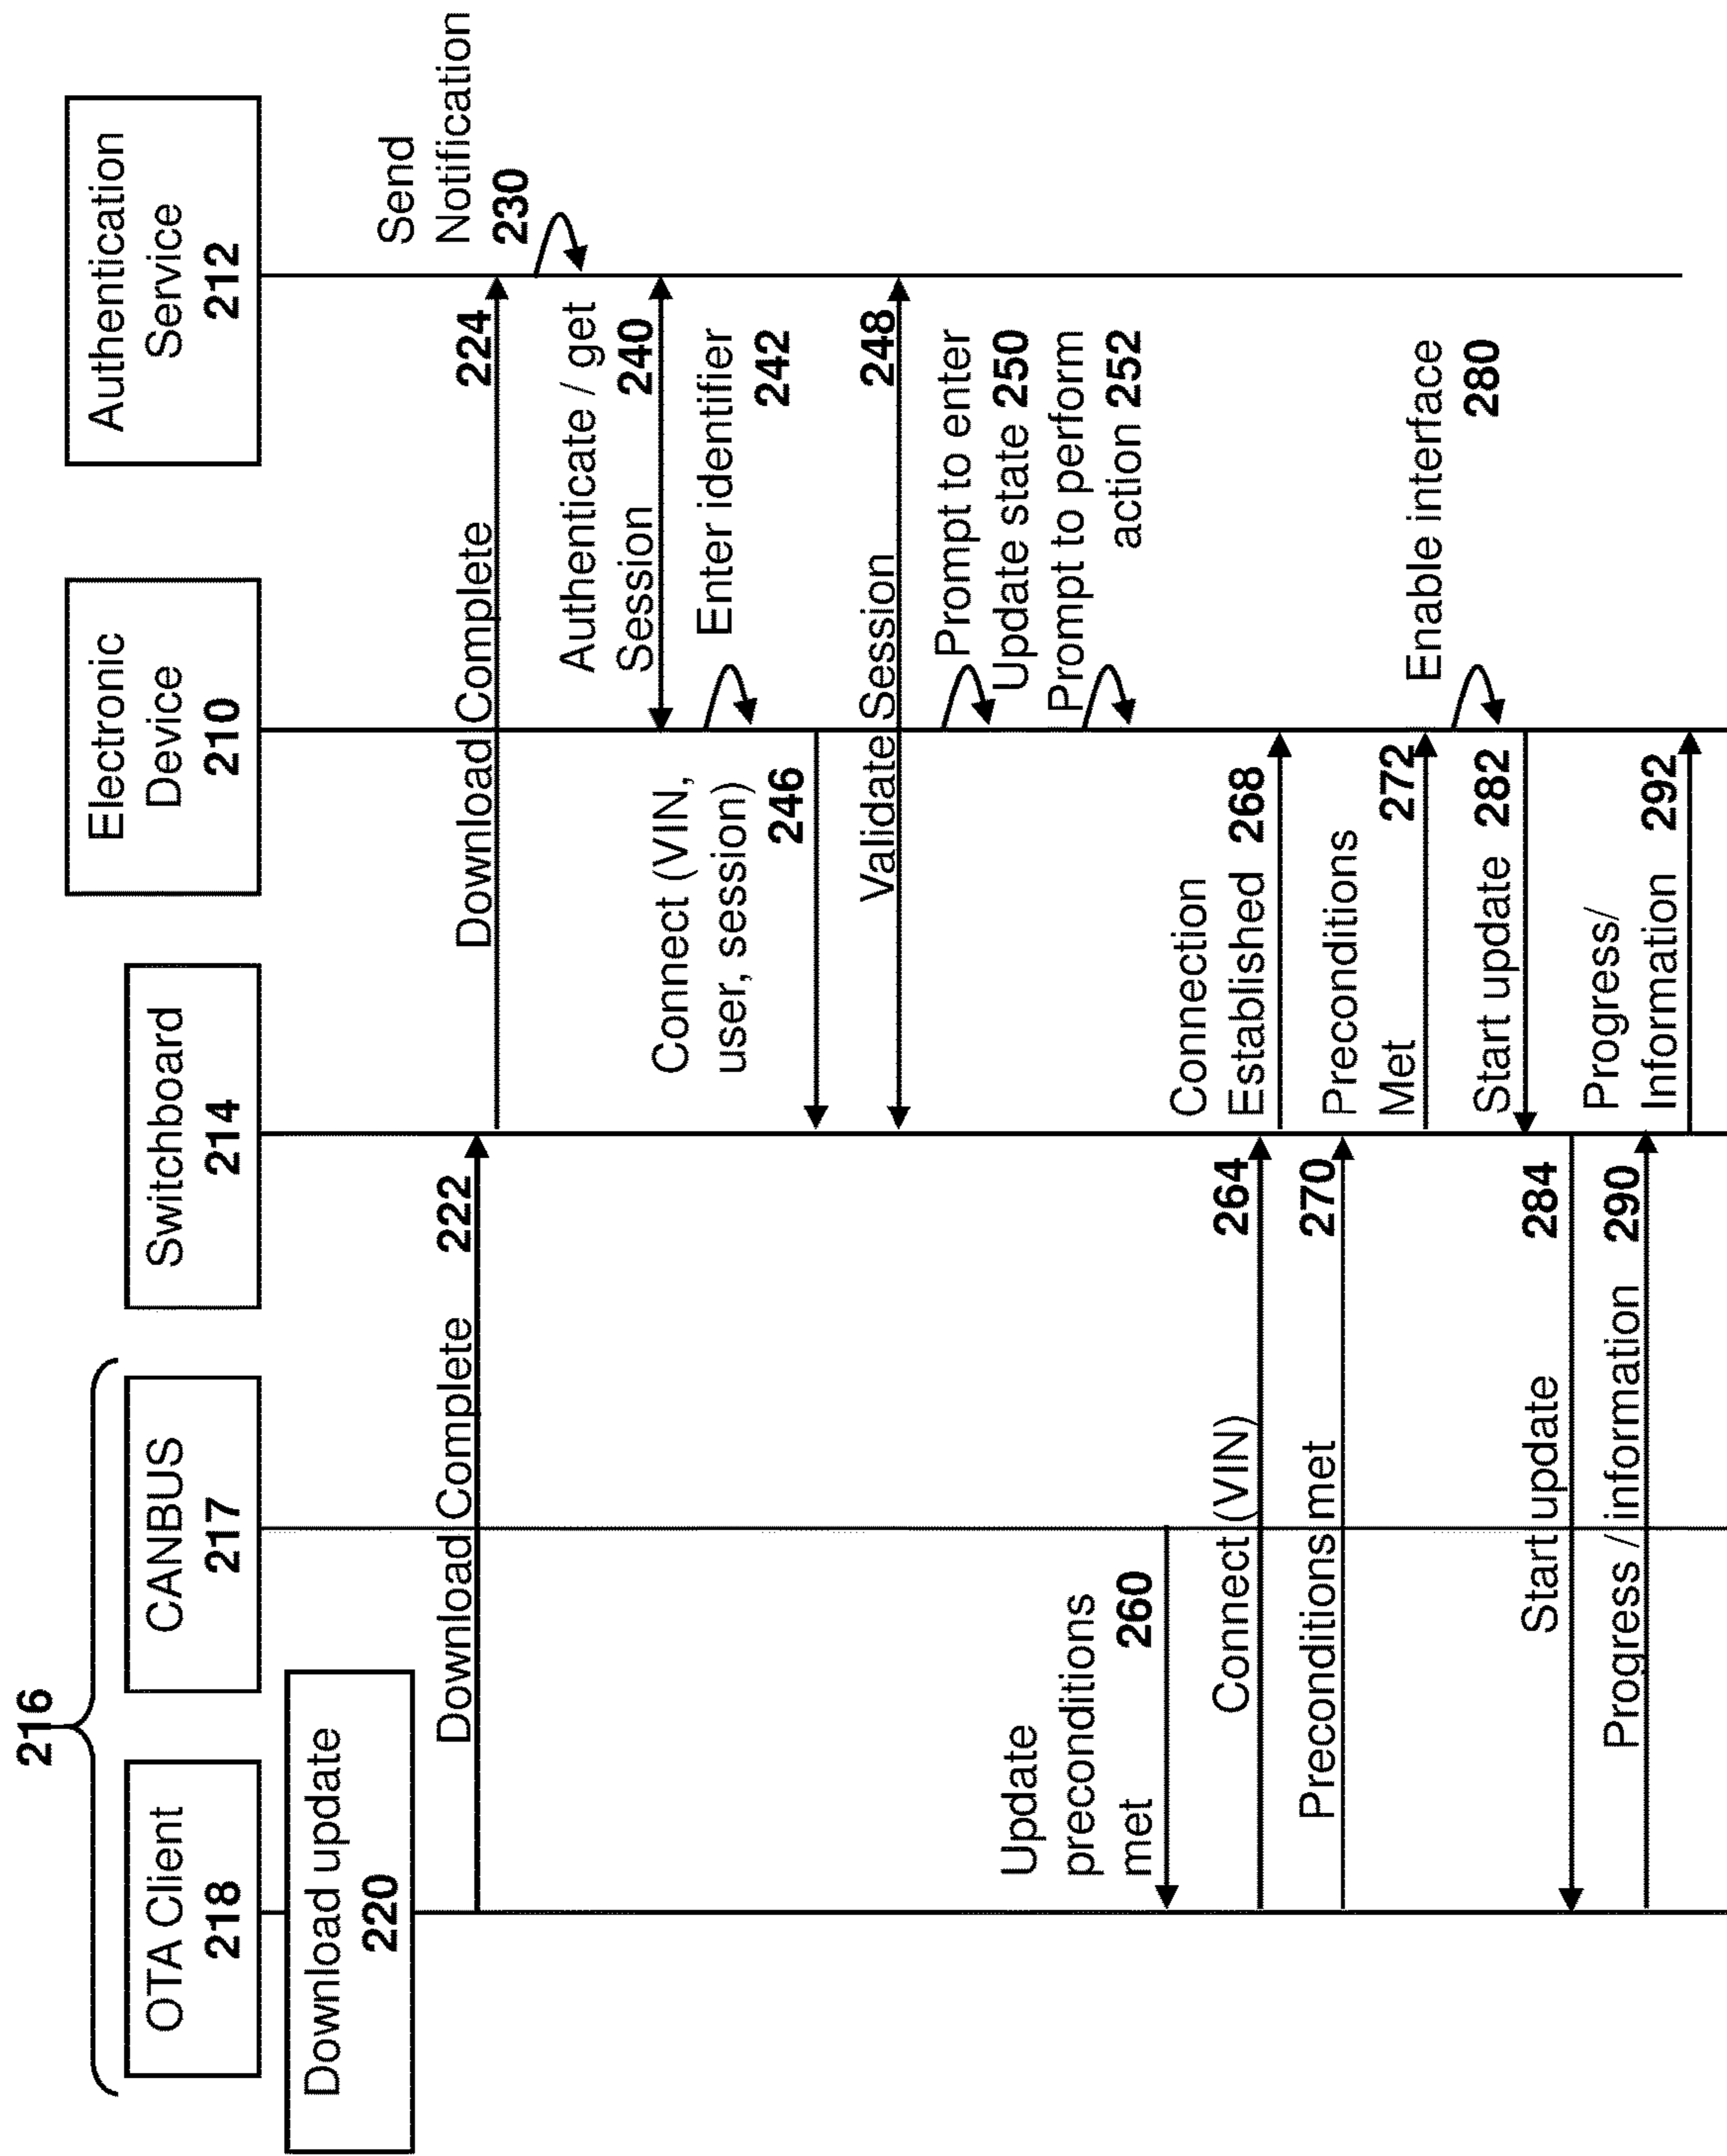 216
OTA Client
218
CANBUS
217
Switchboard
214
Electronic
Device
210
Authentication
Service
212
Download update
220
Download Complete 222
Download Complete 224
Send
Notification
230
Authenticate / get
Session 240
Enter identifier
242
Connect (VIN,
user, session)
246
Validate Session 248
Prompt to enter
Update state 250
Prompt to perform
action 252
Update
preconditions
met 260
Connect (VIN) 264
Connection
Established 268
Preconditions met 270
Preconditions
Met 272
Enable interface
280
Start update 282
Start update 284
Progress / information 290
Progress/
Information 292